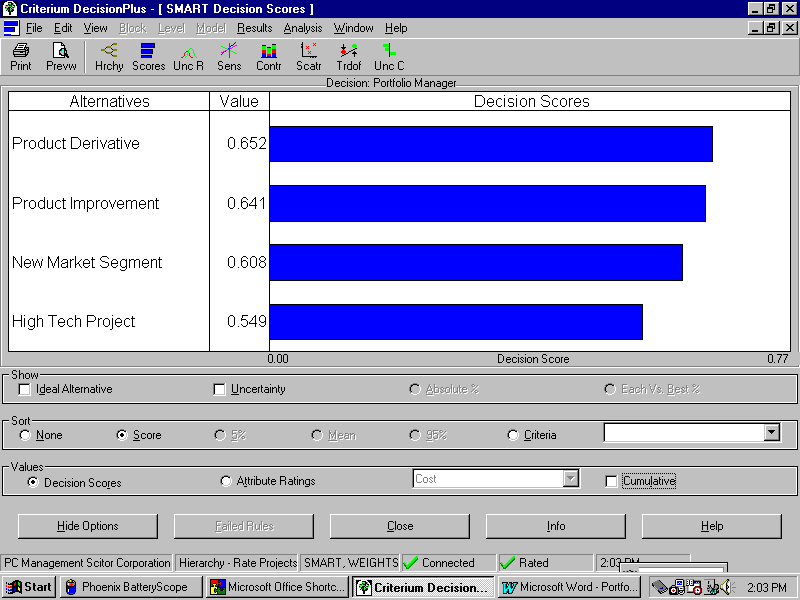 Criterium DecisionPlus - [ SMART Decision Scores ]
File Edit View Block Level Model Results Analysis Window Help
Print Prevw Hrchy Scores Unc R Sens Contr Scatr Trdof Unc C
Decision: Portfolio Manager
Alternatives Value Decision Scores
Product Derivative 0.652
Product Improvement 0.641
New Market Segment 0.608
High Tech Project 0.549
0.00 Decision Score 0.77
Show
Ideal Alternative Uncertainty Absolute % Each Vs. Best %
Sort
None Score 5% Mean 95% Criteria
Values
Decision Scores Attribute Ratings Cost Cumulative
Hide Options Failed Rules Close Info Help
PC Management Scitor Corporation Hierarchy - Rate Projects SMART, WEIGHTS Connected Rated 2:03 PM
Start Phoenix BatteryScope Microsoft Office Shortc... Criterium Decision... Microsoft Word - Portfo... 2:03 PM